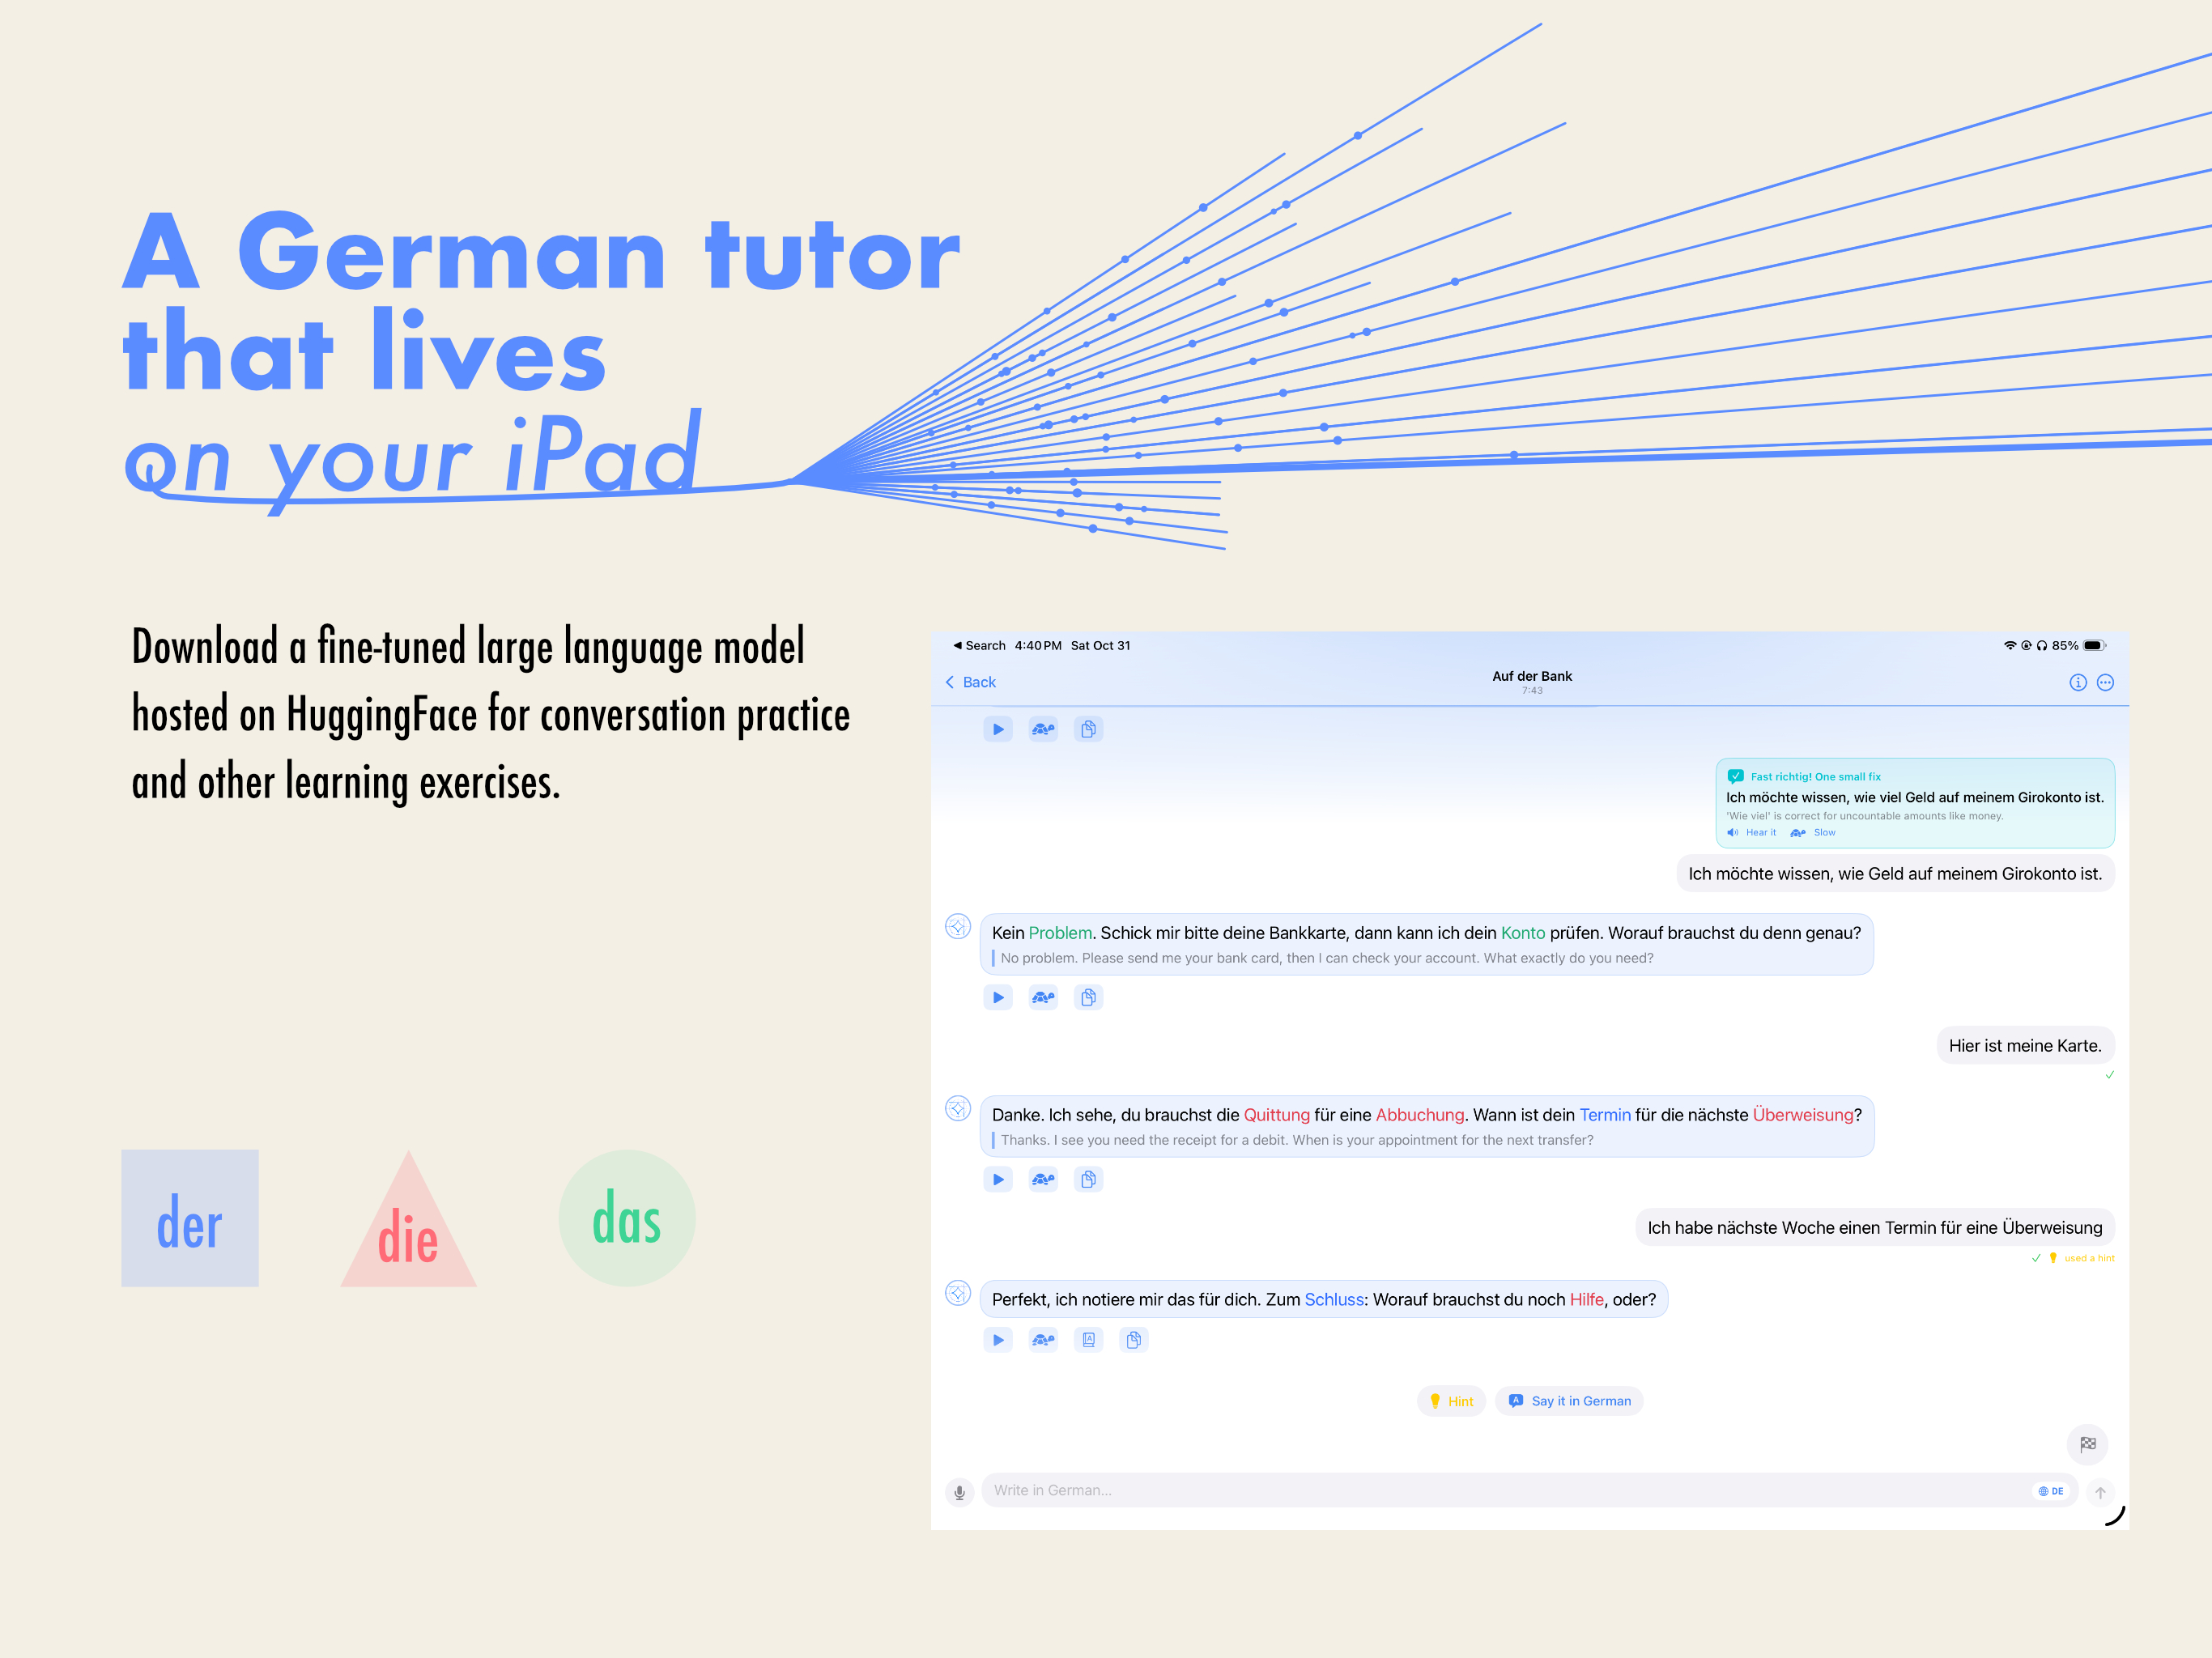 A German tutor
that lives
on your iPad
Download a fine-tuned large language model
hosted on HuggingFace for conversation practice
and other learning exercises.
der
die
das
Search 4:40 PM Sat Oct 31
85%
Back
Auf der Bank
7:43
Fast richtig! One small fix
Ich möchte wissen, wie viel Geld auf meinem Girokonto ist.
'Wie viel' is correct for uncountable amounts like money.
Hear it Slow
Ich möchte wissen, wie Geld auf meinem Girokonto ist.
Kein Problem. Schick mir bitte deine Bankkarte, dann kann ich dein Konto prüfen. Worauf brauchst du denn genau?
No problem. Please send me your bank card, then I can check your account. What exactly do you need?
Hier ist meine Karte.
Danke. Ich sehe, du brauchst die Quittung für eine Abbuchung. Wann ist dein Termin für die nächste Überweisung?
Thanks. I see you need the receipt for a debit. When is your appointment for the next transfer?
Ich habe nächste Woche einen Termin für eine Überweisung
used a hint
Perfekt, ich notiere mir das für dich. Zum Schluss: Worauf brauchst du noch Hilfe, oder?
Hint
Say it in German
Write in German...
DE